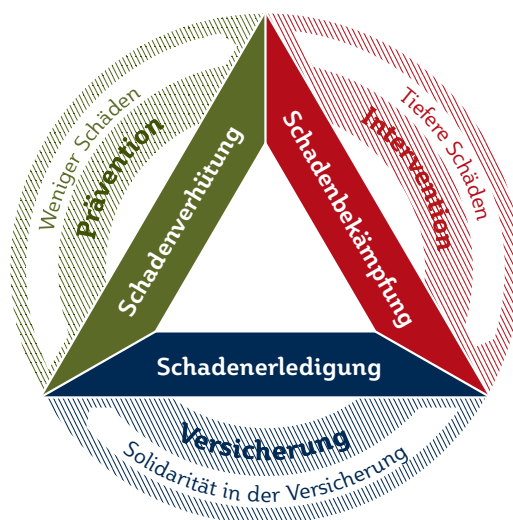 Weniger Schäden
Prävention
Schadenverhütung
Tiefere Schäden
Intervention
Schadenbekämpfung
Schadenerledigung
Versicherung
Solidarität in der Versicherung